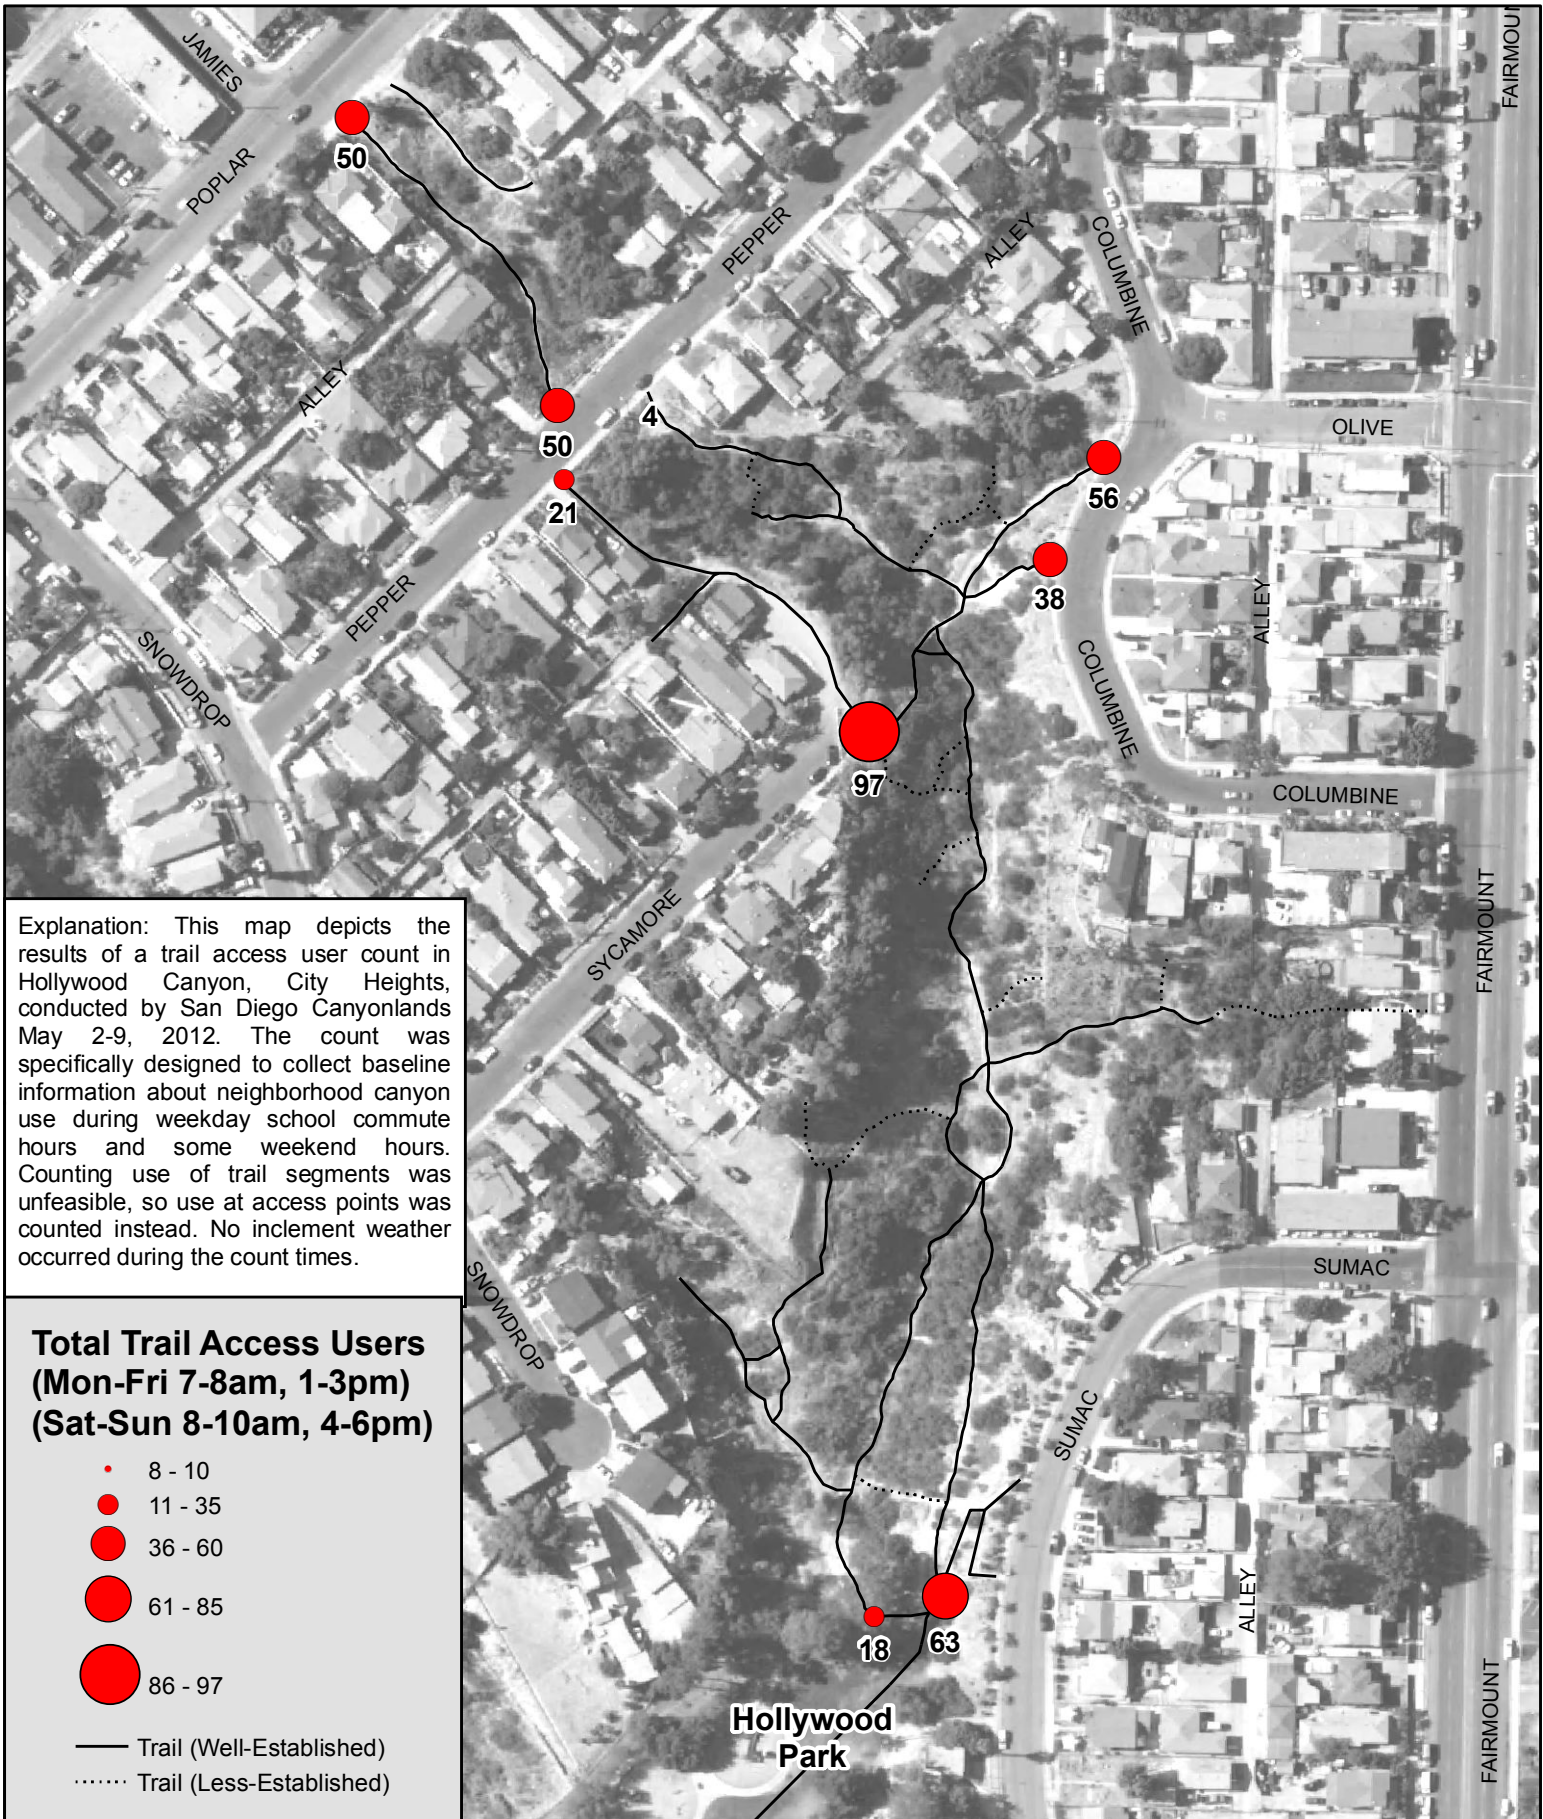 JAMIES
FAIRMOUN
POPLAR
50
PEPPER
ALLEY
COLUMBINE
ALLEY
4
OLIVE
50
56
21
38
PEPPER
ALLEY
SNOWDROP
COLUMBINE
97
COLUMBINE
SYCAMORE
FAIRMOUNT
Explanation: This map depicts the
results of a trail access user count in
Hollywood Canyon, City Heights,
conducted by San Diego Canyonlands
May 2-9, 2012. The count was
specifically designed to collect baseline
information about neighborhood canyon
use during weekday school commute
hours and some weekend hours.
Counting use of trail segments was
unfeasible, so use at access points was
counted instead. No inclement weather
occurred during the count times.
SUMAC
SNOWDROP
SUMAC
Total Trail Access Users
(Mon-Fri 7-8am, 1-3pm)
(Sat-Sun 8-10am, 4-6pm)
8 - 10
11 - 35
36 - 60
61 - 85
86 - 97
Trail (Well-Established)
Trail (Less-Established)
ALLEY
18
63
FAIRMOUNT
Hollywood
Park